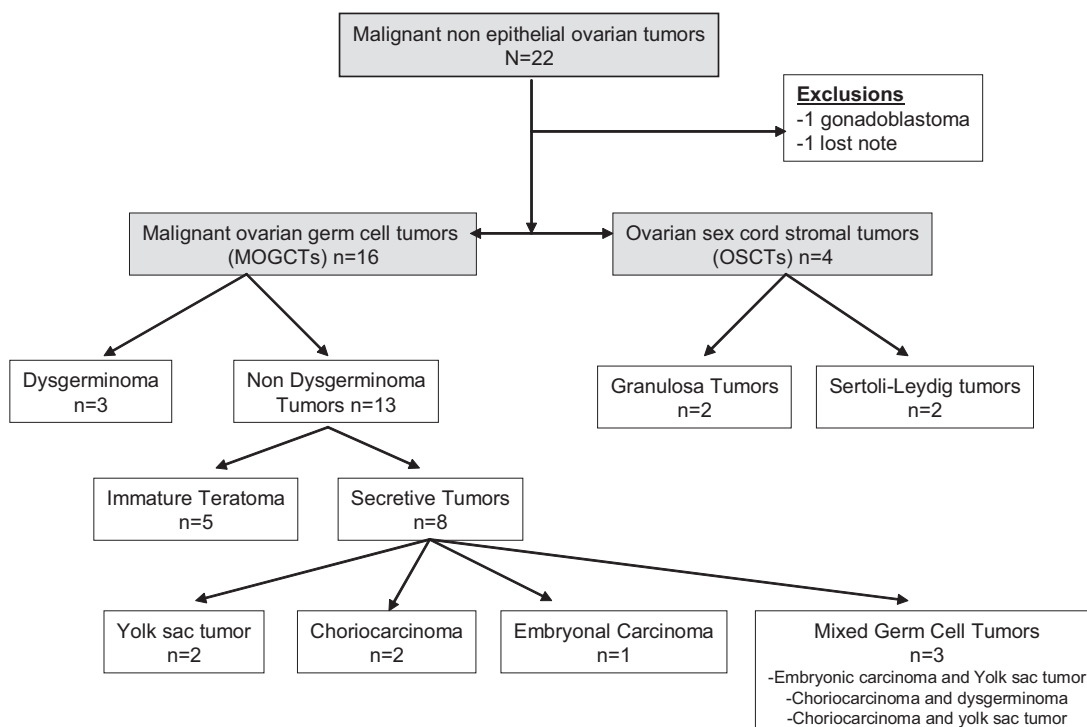 Malignant non epithelial ovarian tumors
N=22
Exclusions
-1 gonadoblastoma
-1 lost note
Malignant ovarian germ cell tumors
(MOGCTs) n=16
Ovarian sex cord stromal tumors
(OSCTs) n=4
Dysgerminoma
n=3
Non Dysgerminoma
Tumors n=13
Granulosa Tumors
n=2
Sertoli-Leydig tumors
n=2
Immature Teratoma
n=5
Secretive Tumors
n=8
Yolk sac tumor
n=2
Choriocarcinoma
n=2
Embryonal Carcinoma
n=1
Mixed Germ Cell Tumors
n=3
-Embryonic carcinoma and Yolk sac tumor
-Choriocarcinoma and dysgerminoma
-Choriocarcinoma and yolk sac tumor